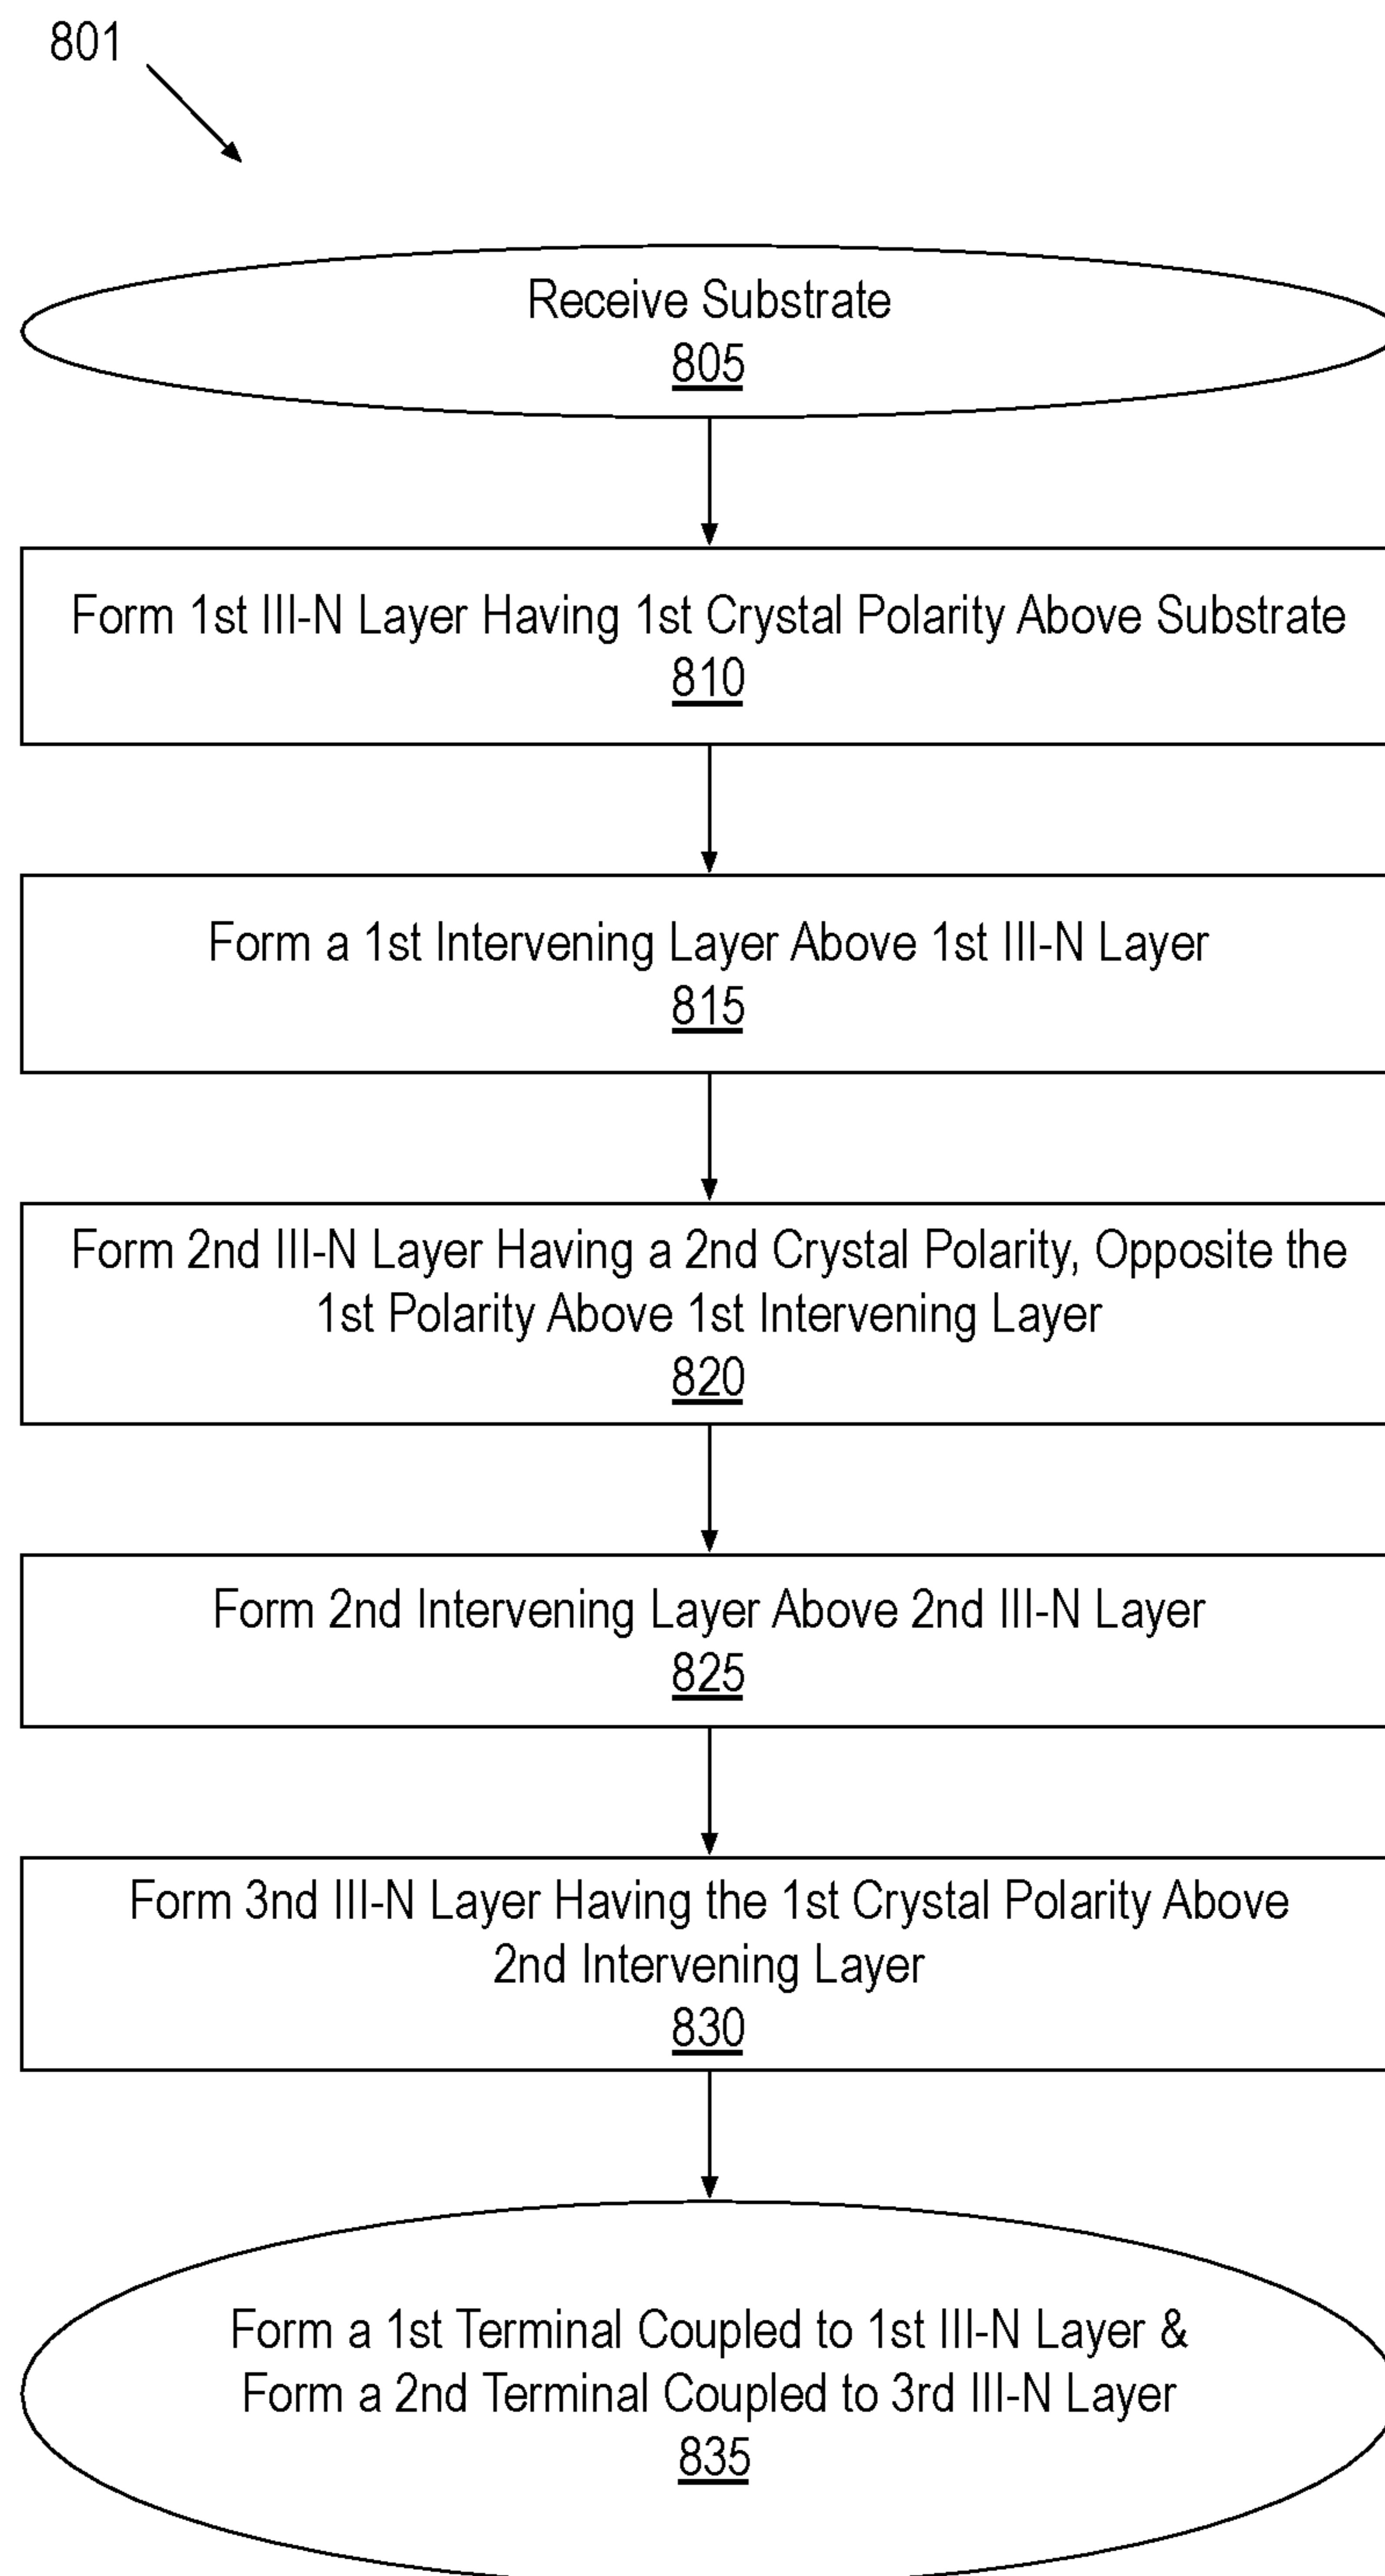 801
Receive Substrate
805
Form 1st III-N Layer Having 1st Crystal Polarity Above Substrate
810
Form a 1st Intervening Layer Above 1st III-N Layer
815
Form 2nd III-N Layer Having a 2nd Crystal Polarity, Opposite the
1st Polarity Above 1st Intervening Layer
820
Form 2nd Intervening Layer Above 2nd III-N Layer
825
Form 3nd III-N Layer Having the 1st Crystal Polarity Above
2nd Intervening Layer
830
Form a 1st Terminal Coupled to 1st III-N Layer &
Form a 2nd Terminal Coupled to 3rd III-N Layer
835